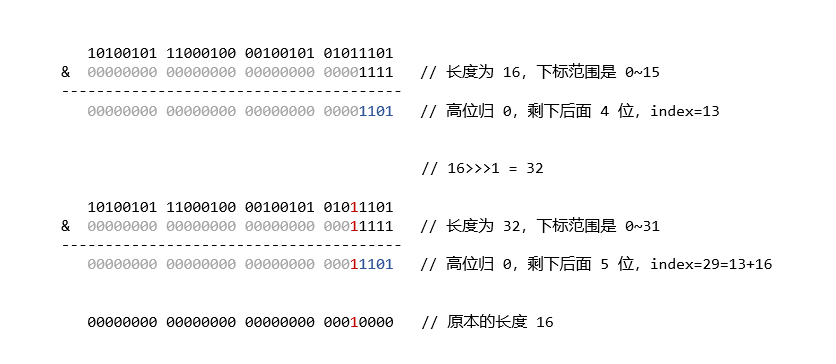 10100101 11000100 00100101 01011101
& 00000000 00000000 00000000 00001111 // 长度为 16，下标范围是 0~15
---------------------------------------
00000000 00000000 00000000 00001101 // 高位归 0，剩下后面 4 位，index=13
// 16>>>1 = 32
10100101 11000100 00100101 01011101
& 00000000 00000000 00000000 00011111 // 长度为 32，下标范围是 0~31
---------------------------------------
00000000 00000000 00000000 00011101 // 高位归 0，剩下后面 5 位，index=29=13+16
00000000 00000000 00000000 00010000 // 原本的长度 16